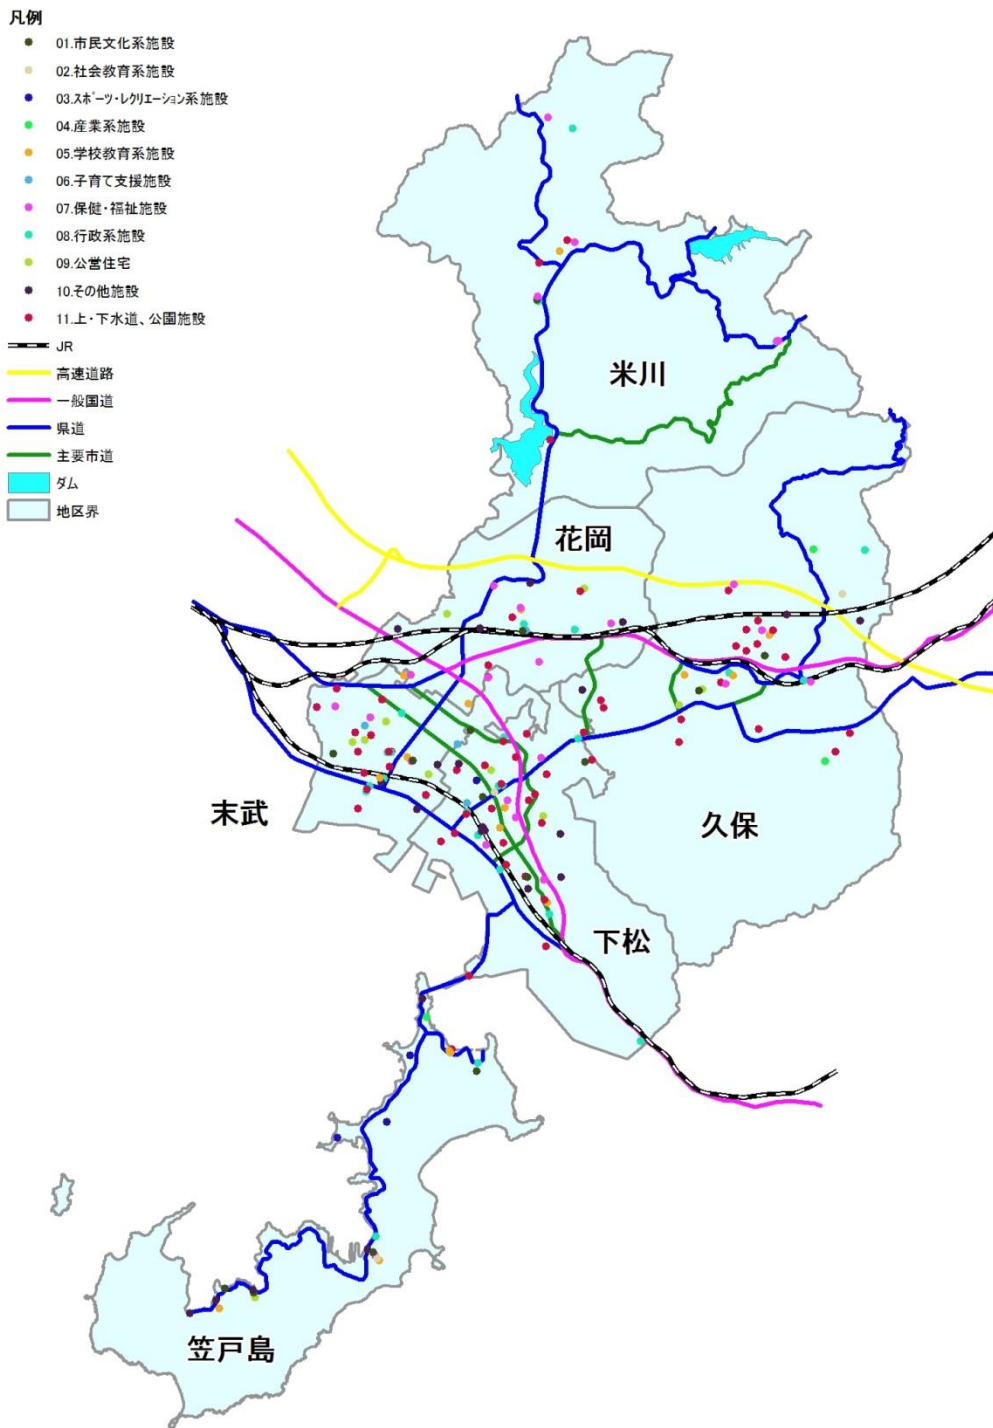 凡例
01.市民文化系施設
02.社会教育系施設
03.スポーツ・レクリエーション系施設
04.産業系施設
05.学校教育系施設
06.子育て支援施設
07.保健・福祉施設
08.行政系施設
09.公営住宅
10.その他施設
11.上・下水道、公園施設
JR
高速道路
一般国道
県道
主要市道
ダム
地区界
米川
花岡
末武
久保
下松
笠戸島